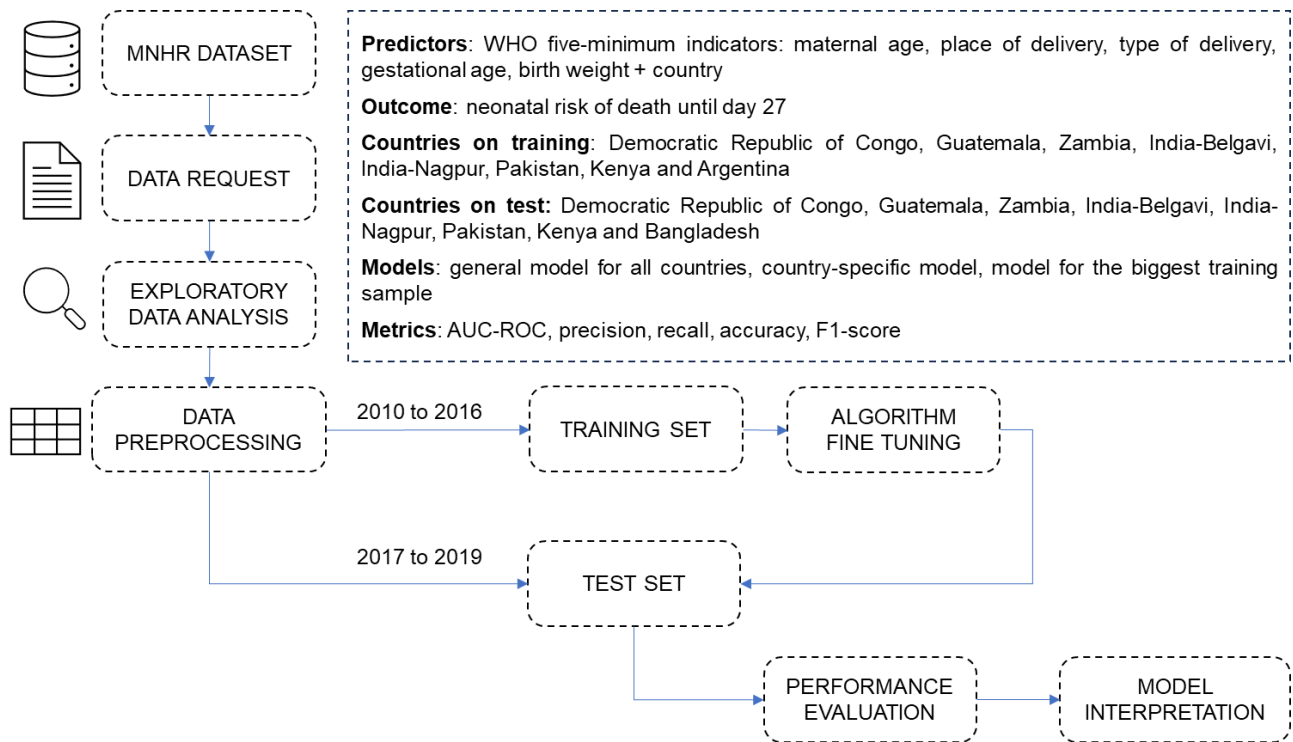 MNHR DATASET
Predictors: WHO five-minimum indicators: maternal age, place of delivery, type of delivery,
gestational age, birth weight + country
Outcome: neonatal risk of death until day 27
Countries on training: Democratic Republic of Congo, Guatemala, Zambia, India-Belgavi,
India-Nagpur, Pakistan, Kenya and Argentina
Countries on test: Democratic Republic of Congo, Guatemala, Zambia, India-Belgavi, India-
Nagpur, Pakistan, Kenya and Bangladesh
Models: general model for all countries, country-specific model, model for the biggest training
sample
Metrics: AUC-ROC, precision, recall, accuracy, F1-score
DATA REQUEST
EXPLORATORY
DATA ANALYSIS
DATA
PREPROCESSING
2010 to 2016
TRAINING SET
ALGORITHM
FINE TUNING
2017 to 2019
TEST SET
PERFORMANCE
EVALUATION
MODEL
INTERPRETATION